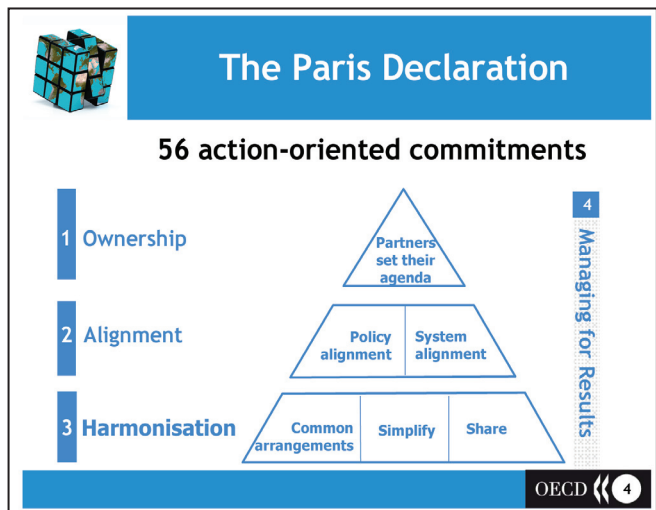 The Paris Declaration
56 action-oriented commitments
1 Ownership
Partners
set their
agenda
2 Alignment
Policy
alignment
System
alignment
3 Harmonisation
Common
arrangements
Simplify
Share
4
Managing for Results
OECD 4